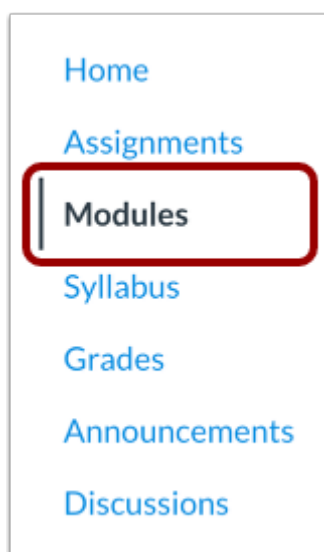 Home
Assignments
Modules
Syllabus
Grades
Announcements
Discussions